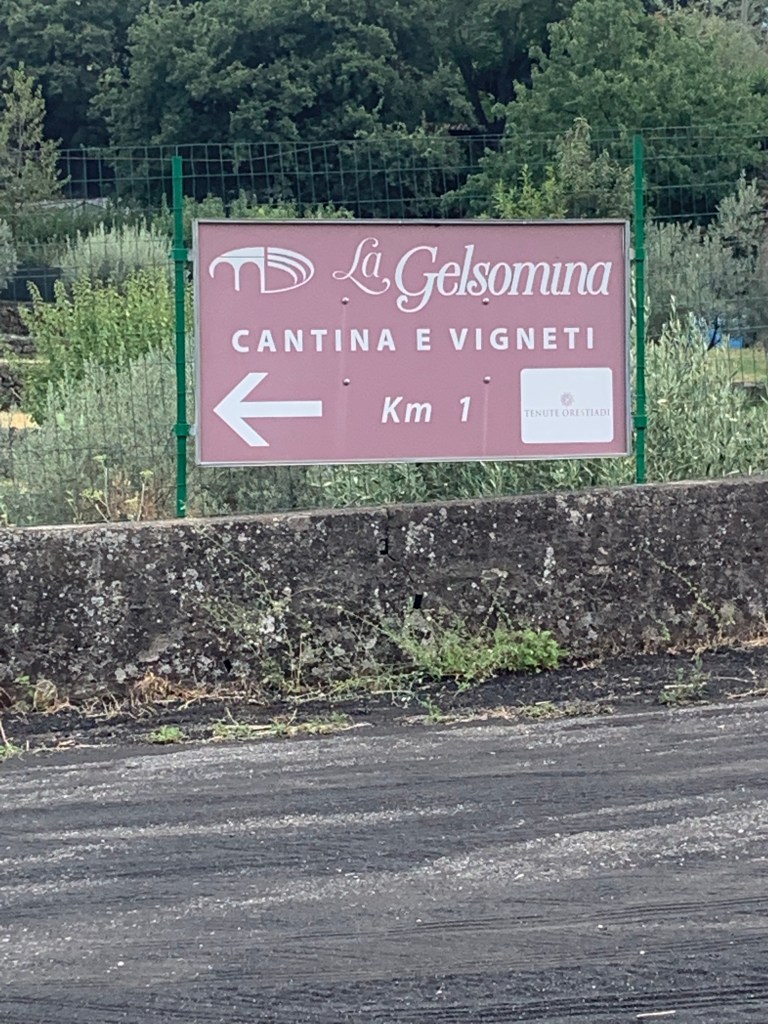 La Gelsomina
CANTINA E VIGNETI
Km 1
TENUTE ORESTIADI